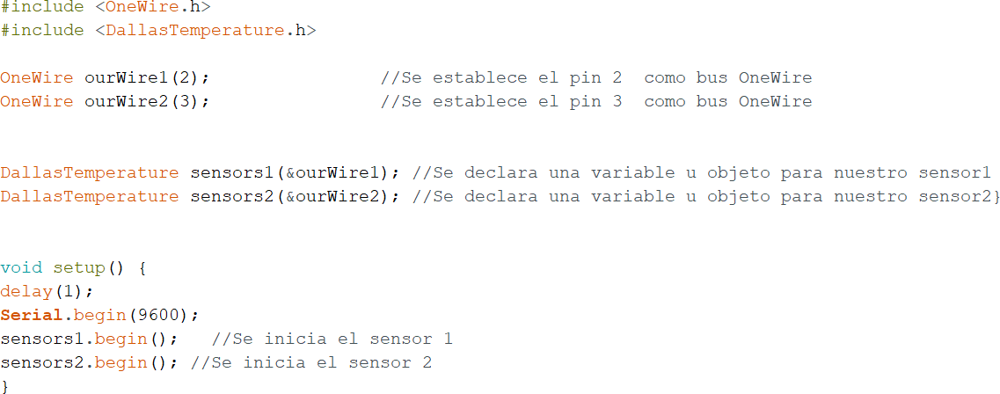 #include <OneWire.h>
#include <DallasTemperature.h>
OneWire ourWire1(2);                //Se establece el pin 2  como bus OneWire
OneWire ourWire2(3);                //Se establece el pin 3  como bus OneWire
DallasTemperature sensors1(&ourWire1); //Se declara una variable u objeto para nuestro sensor1
DallasTemperature sensors2(&ourWire2); //Se declara una variable u objeto para nuestro sensor2}
void setup() {
delay(1);
Serial.begin(9600);
sensors1.begin();   //Se inicia el sensor 1
sensors2.begin(); //Se inicia el sensor 2
}